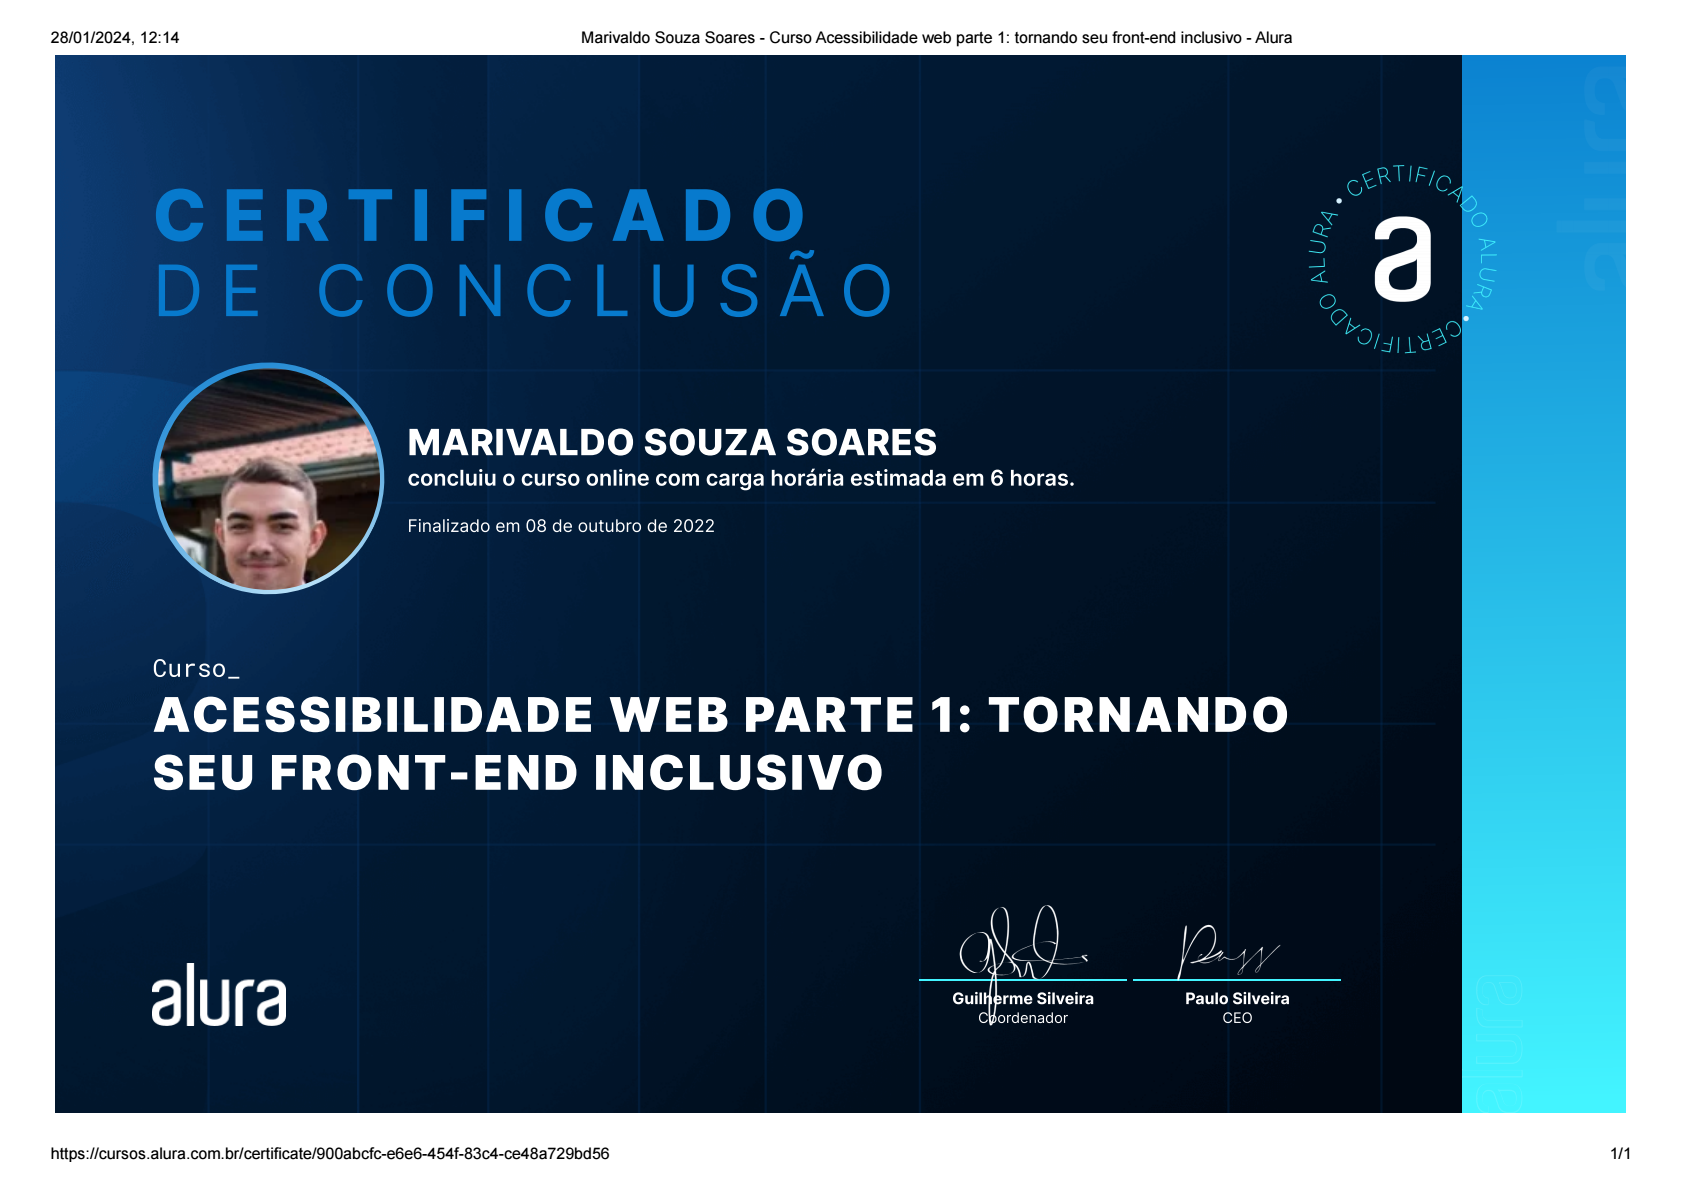 28/01/2024, 12:14
Marivaldo Souza Soares - Curso Acessibilidade web parte 1: tornando seu front-end inclusivo - Alura
CERTIFICADO
DE CONCLUSÃO
CERTIFICADO ALURA • CERTIFICADO ALURA •
a
MARIVALDO SOUZA SOARES
concluiu o curso online com carga horária estimada em 6 horas.
Finalizado em 08 de outubro de 2022
Curso_
ACESSIBILIDADE WEB PARTE 1: TORNANDO
SEU FRONT-END INCLUSIVO
alura
Guilherme Silveira
Coordenador
Paulo Silveira
CEO
alura
alura
https://cursos.alura.com.br/certificate/900abcfc-e6e6-454f-83c4-ce48a729bd56
1/1